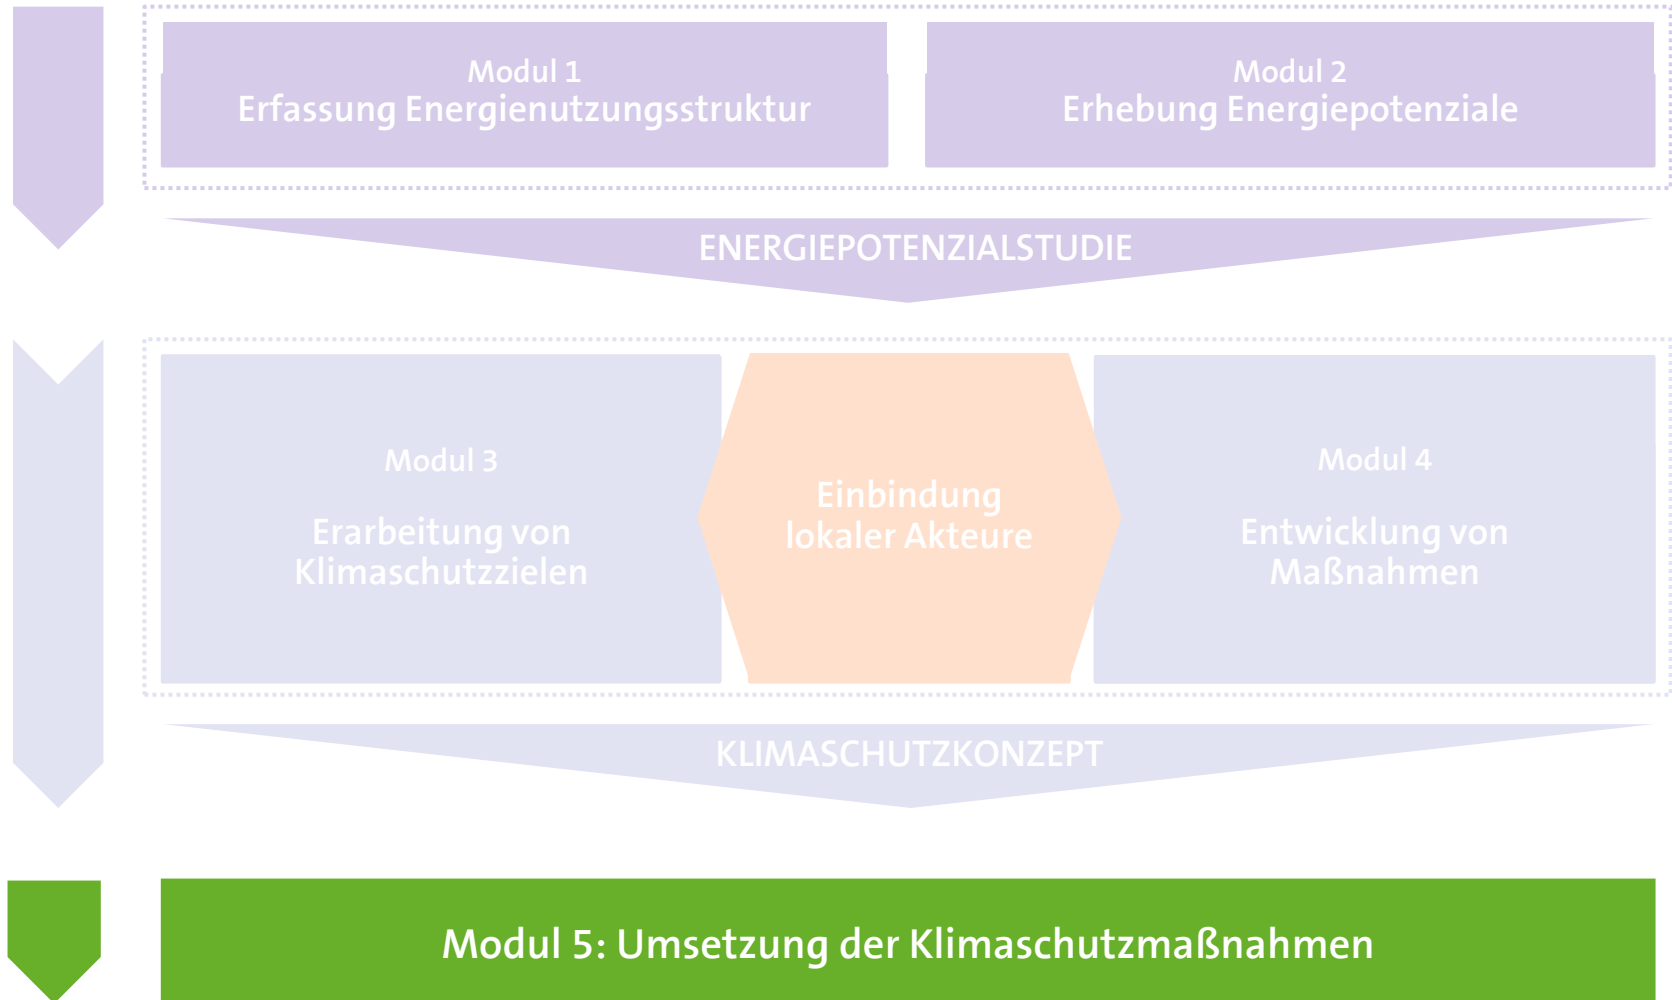 Modul 1
Erfassung Energienutzungsstruktur
Modul 2
Erhebung Energiepotenziale
ENERGIEPOTENZIALSTUDIE
Modul 3
Erarbeitung von
Klimaschutzzielen
Einbindung
lokaler Akteure
Modul 4
Entwicklung von
Maßnahmen
KLIMASCHUTZKONZEPT
Modul 5: Umsetzung der Klimaschutzmaßnahmen